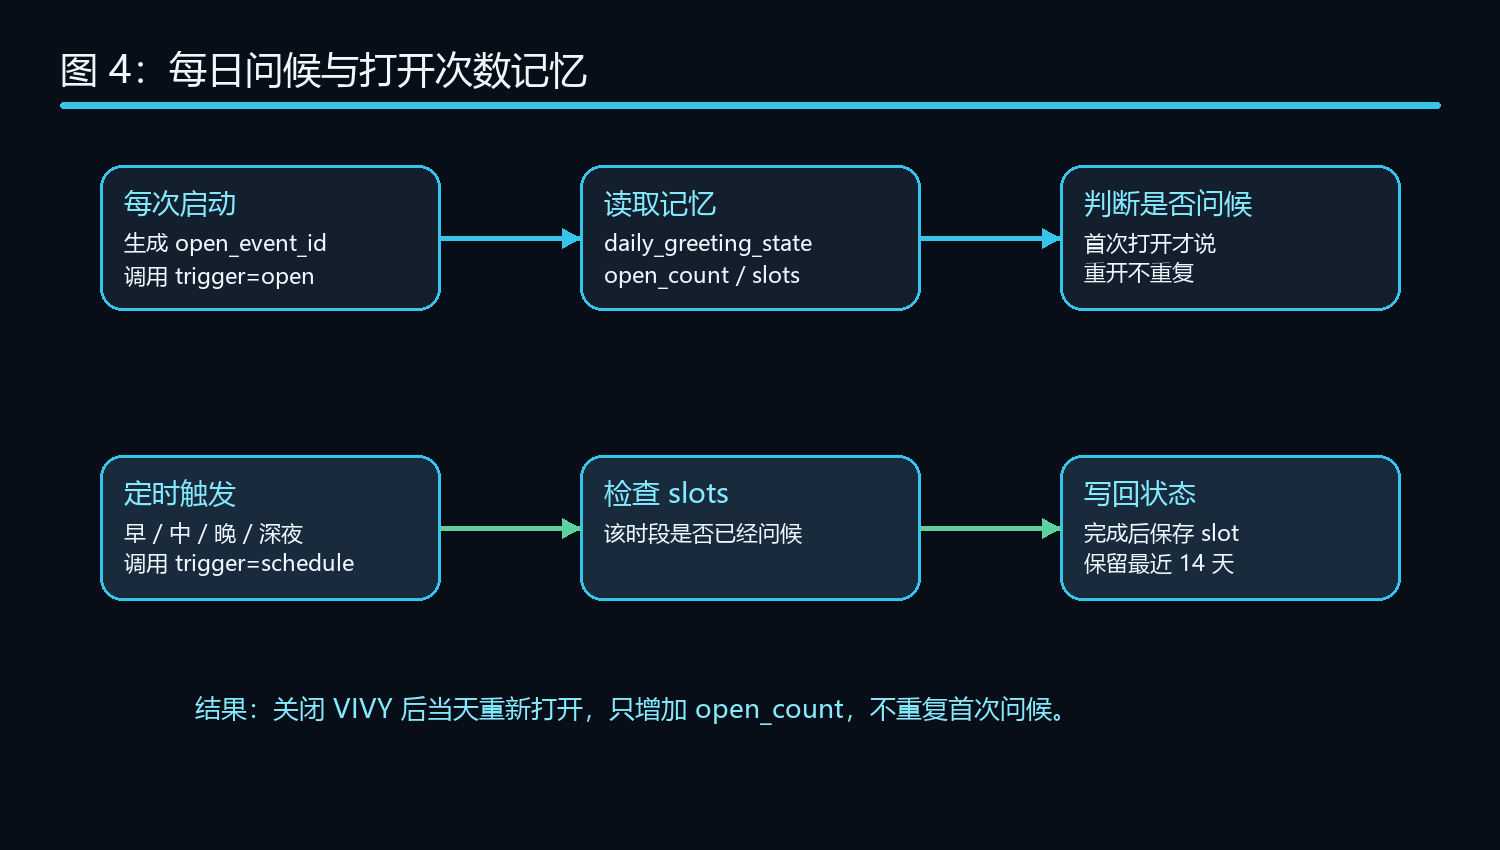 图 4：每日问候与打开次数记忆
每次启动
生成 open_event_id
调用 trigger=open
读取记忆
daily_greeting_state
open_count / slots
判断是否问候
首次打开才说
重开不重复
定时触发
早 / 中 / 晚 / 深夜
调用 trigger=schedule
检查 slots
该时段是否已经问候
写回状态
完成后保存 slot
保留最近 14 天
结果：关闭 VIVY 后当天重新打开，只增加 open_count，不重复首次问候。